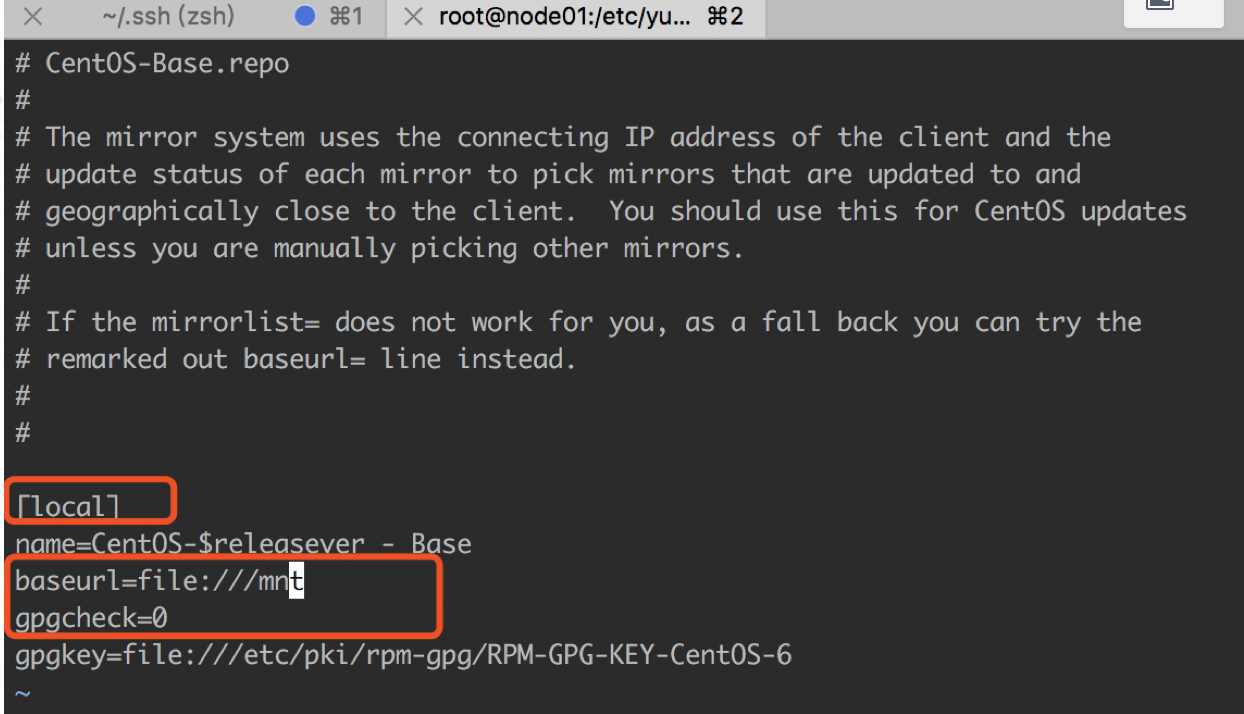 ~/.ssh (zsh) ⌘1 root@node01:/etc/yu... ⌘2
# CentOS-Base.repo
#
# The mirror system uses the connecting IP address of the client and the
# update status of each mirror to pick mirrors that are updated to and
# geographically close to the client.  You should use this for CentOS updates
# unless you are manually picking other mirrors.
#
# If the mirrorlist= does not work for you, as a fall back you can try the
# remarked out baseurl= line instead.
#
#
[local]
name=CentOS-$releasever - Base
baseurl=file:///mnt
gpgcheck=0
gpgkey=file:///etc/pki/rpm-gpg/RPM-GPG-KEY-CentOS-6
~